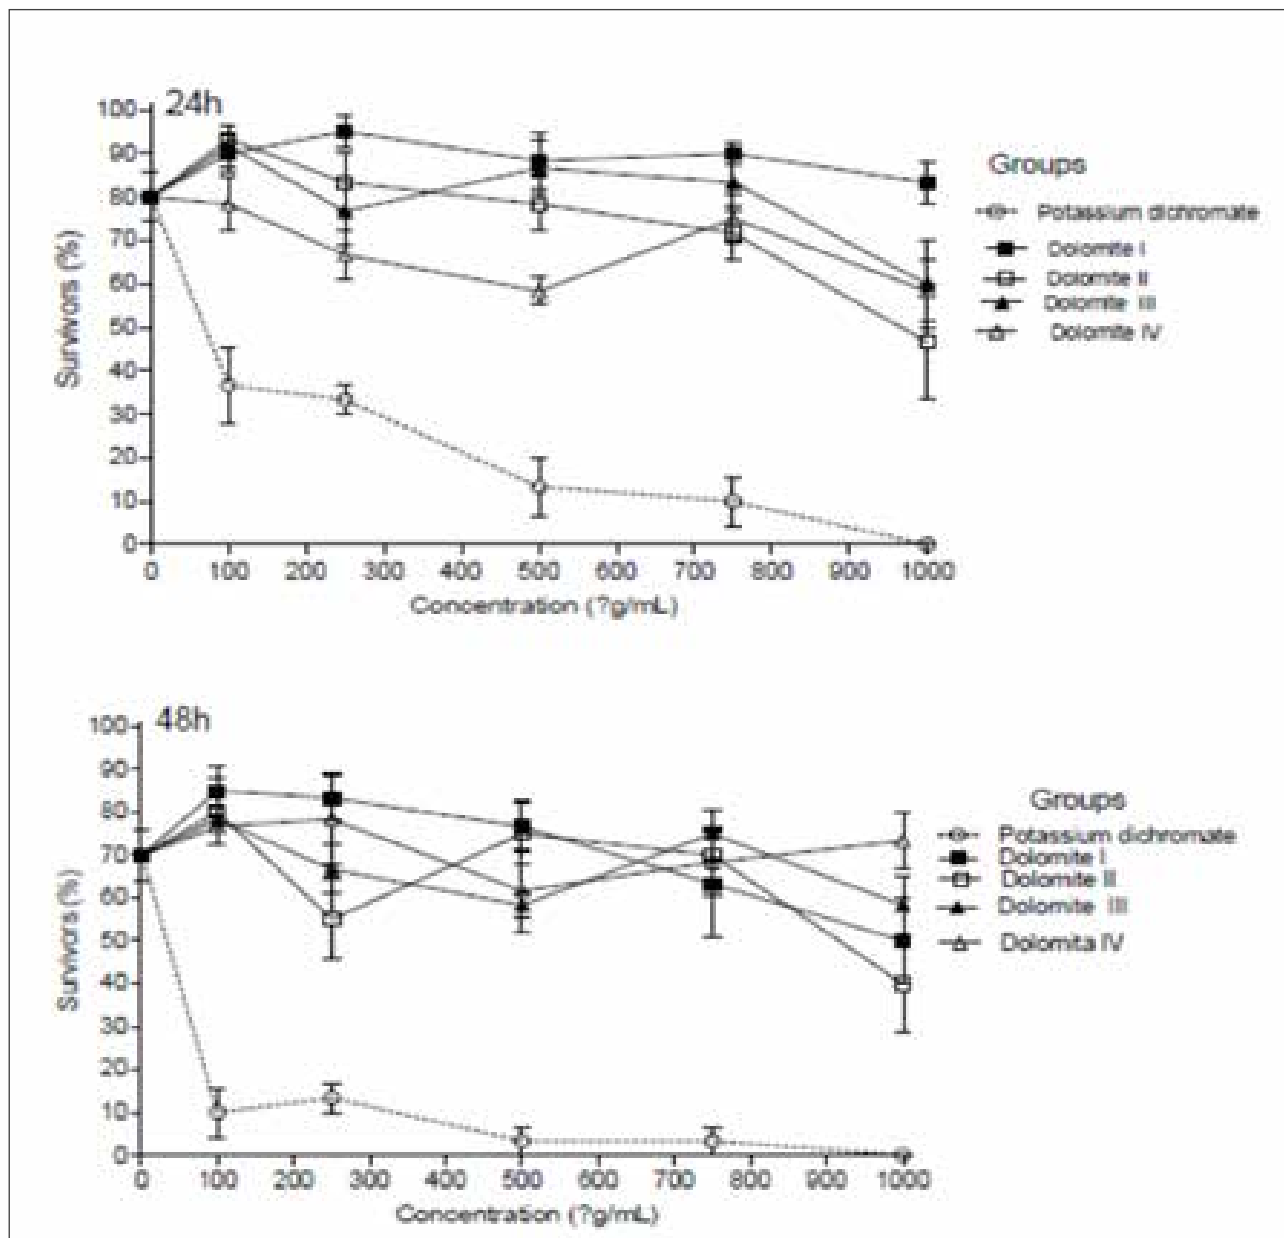 24h
100
90
80
70
60
50
40
30
20
10
0
Survivors (%)
0 100 200 300 400 500 600 700 800 900 1000
Concentration (?g/mL)
Groups
Potassium dichromate
Dolomite I
Dolomite II
Dolomite III
Dolomite IV
48h
100
90
80
70
60
50
40
30
20
10
0
Survivors (%)
0 100 200 300 400 500 600 700 800 900 1000
Concentration (?g/mL)
Groups
Potassium dichromate
Dolomite I
Dolomite II
Dolomite III
Dolomita IV